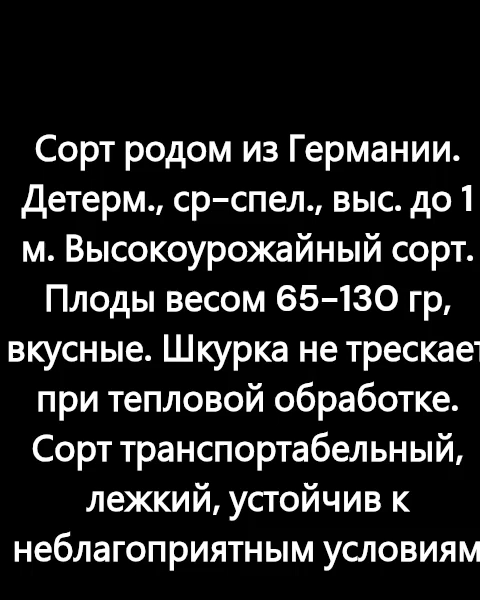 Сорт родом из Германии.
Детерм., ср-спел., выс. до 1
м. Высокоурожайный сорт.
Плоды весом 65-130 гр,
вкусные. Шкурка не трескает
при тепловой обработке.
Сорт транспортабельный,
лежкий, устойчив к
неблагоприятным условиям